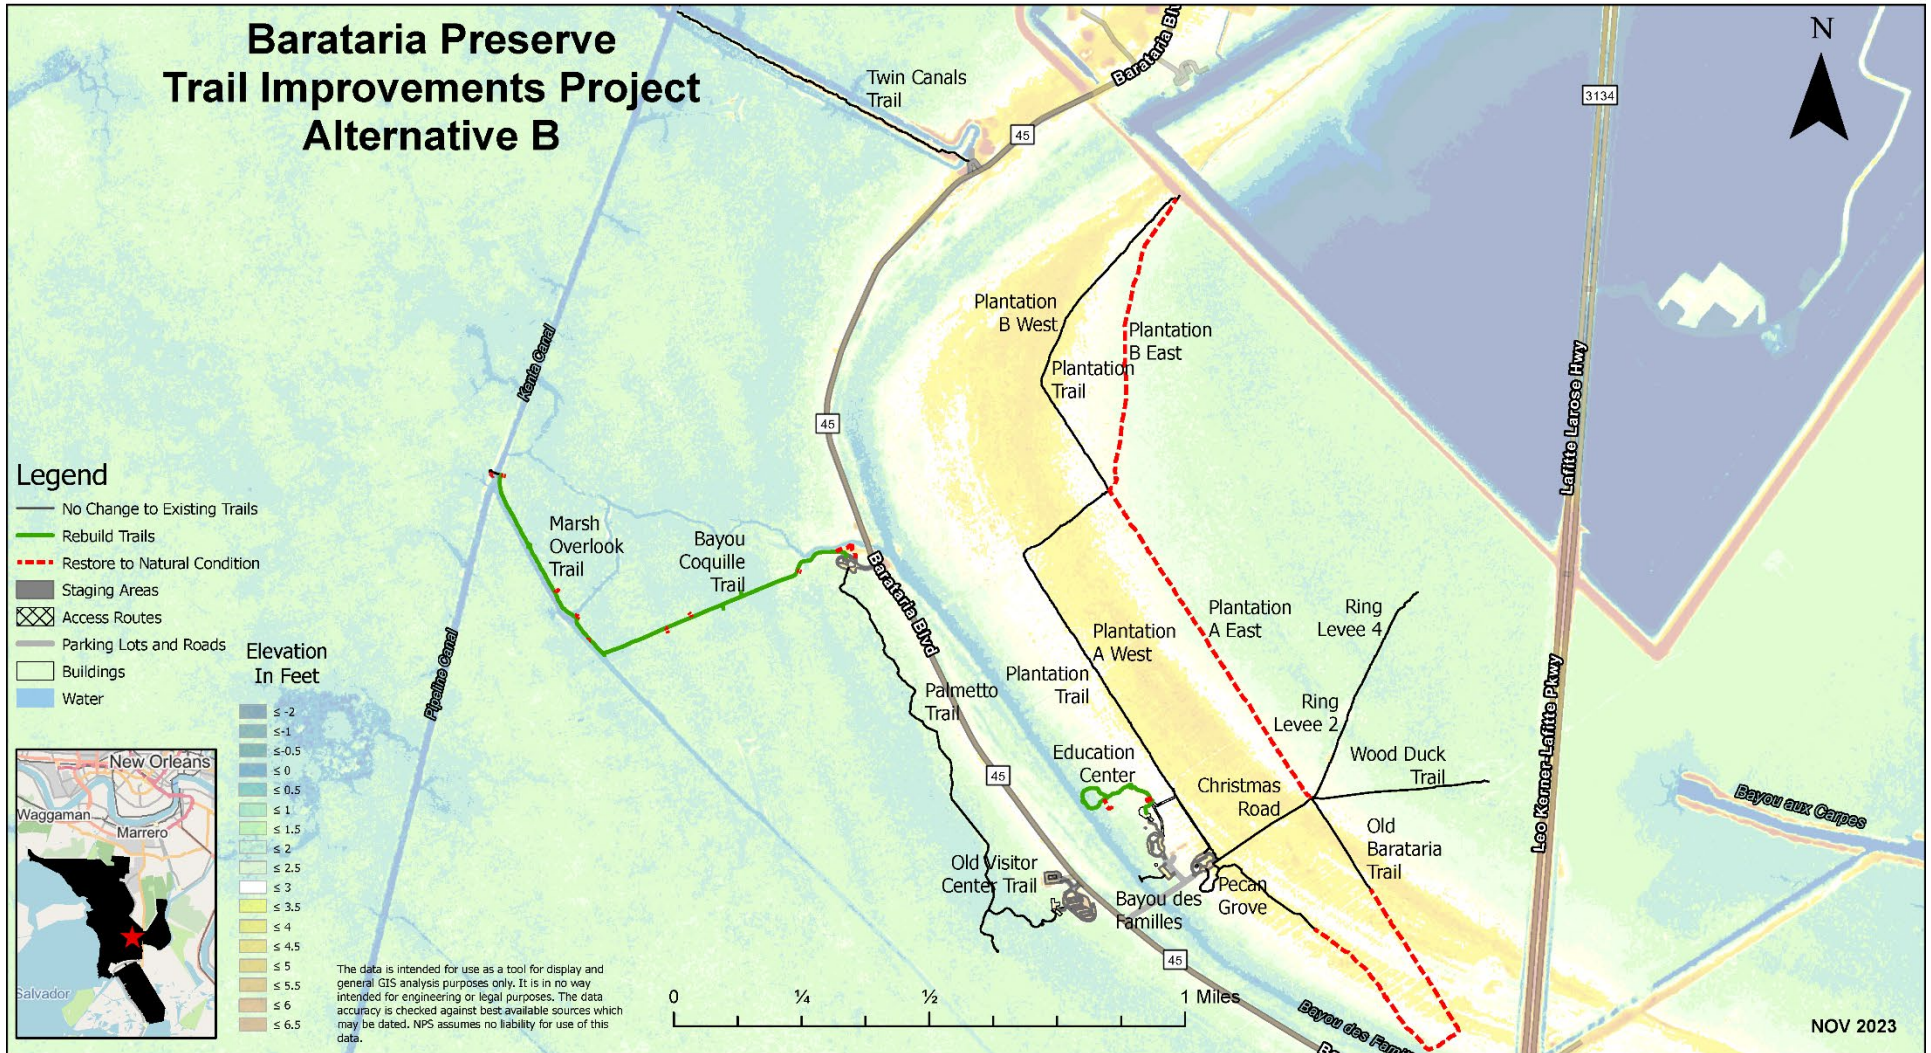 Barataria Preserve
Trail Improvements Project
Alternative B
Twin Canals
Trail
Barataria Blv
45
3134
N
Plantation
B West
Plantation
B East
Plantation
Trail
Kenta Canal
45
Lafitte Larose Hwy
Legend
No Change to Existing Trails
Rebuild Trails
Restore to Natural Condition
Staging Areas
Access Routes
Parking Lots and Roads
Buildings
Water
Marsh
Overlook
Trail
Bayou
Coquille
Trail
Barataria Blvd
Plantation
A East
Ring
Levee 4
Plantation
A West
Plantation
Trail
Pipeline Canal
Palmetto
Trail
Ring
Levee 2
Leo Kerner-Lafitte Pkwy
Elevation
In Feet
≤ -2
≤-1
≤-0.5
≤ 0
≤ 0.5
≤ 1
≤ 1.5
≤ 2
≤ 2.5
≤ 3
≤ 3.5
≤ 4
≤ 4.5
≤ 5
≤ 5.5
≤ 6
≤ 6.5
Education
Center
45
Christmas
Road
Wood Duck
Trail
Bayou aux Carpes
Old
Barataria
Trail
Old Visitor
Center Trail
Bayou des
Familles
Pecan
Grove
45
New Orleans
Waggaman
Marrero
Salvador
The data is intended for use as a tool for display and
general GIS analysis purposes only. It is in no way
intended for engineering or legal purposes. The data
accuracy is checked against best available sources which
may be dated. NPS assumes no liability for use of this
data.
0 ¼ ½ 1 Miles
Bayou des Famill
Ba
NOV 2023